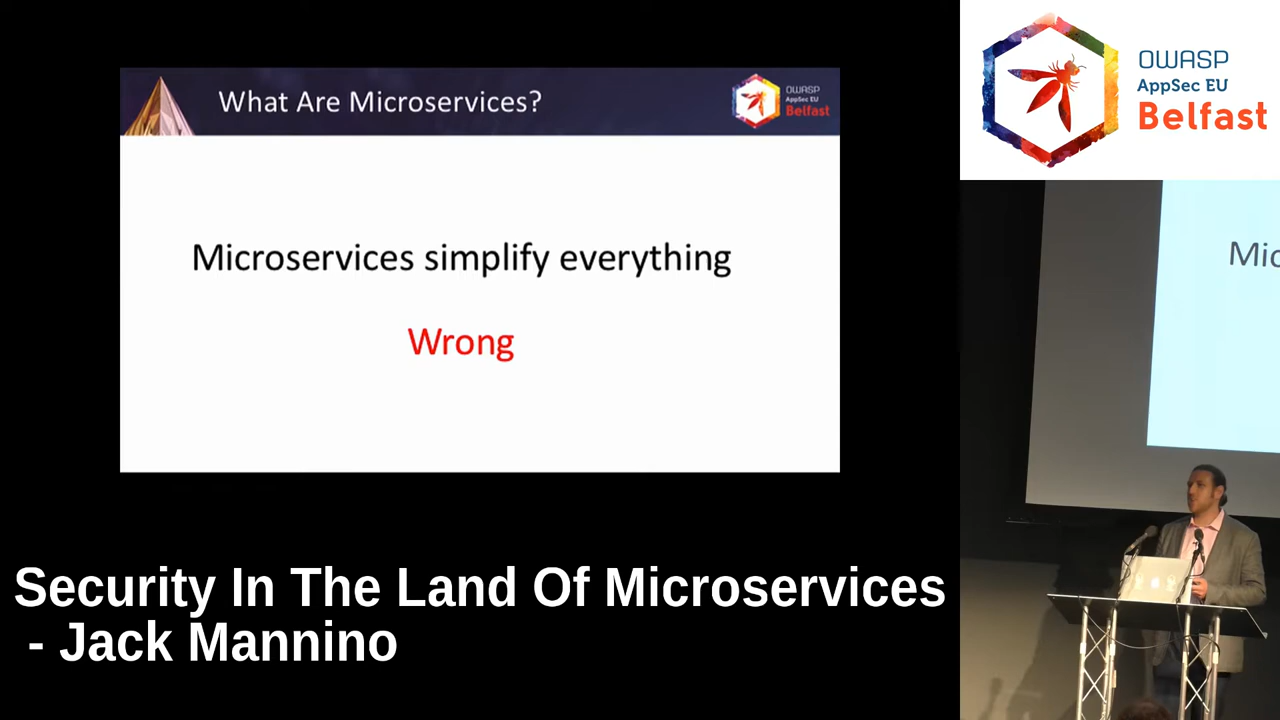 What Are Microservices?
OWASP
AppSec EU
Belfast
Microservices simplify everything
Wrong
OWASP
AppSec EU
Belfast
Mic
Security In The Land Of Microservices
- Jack Mannino